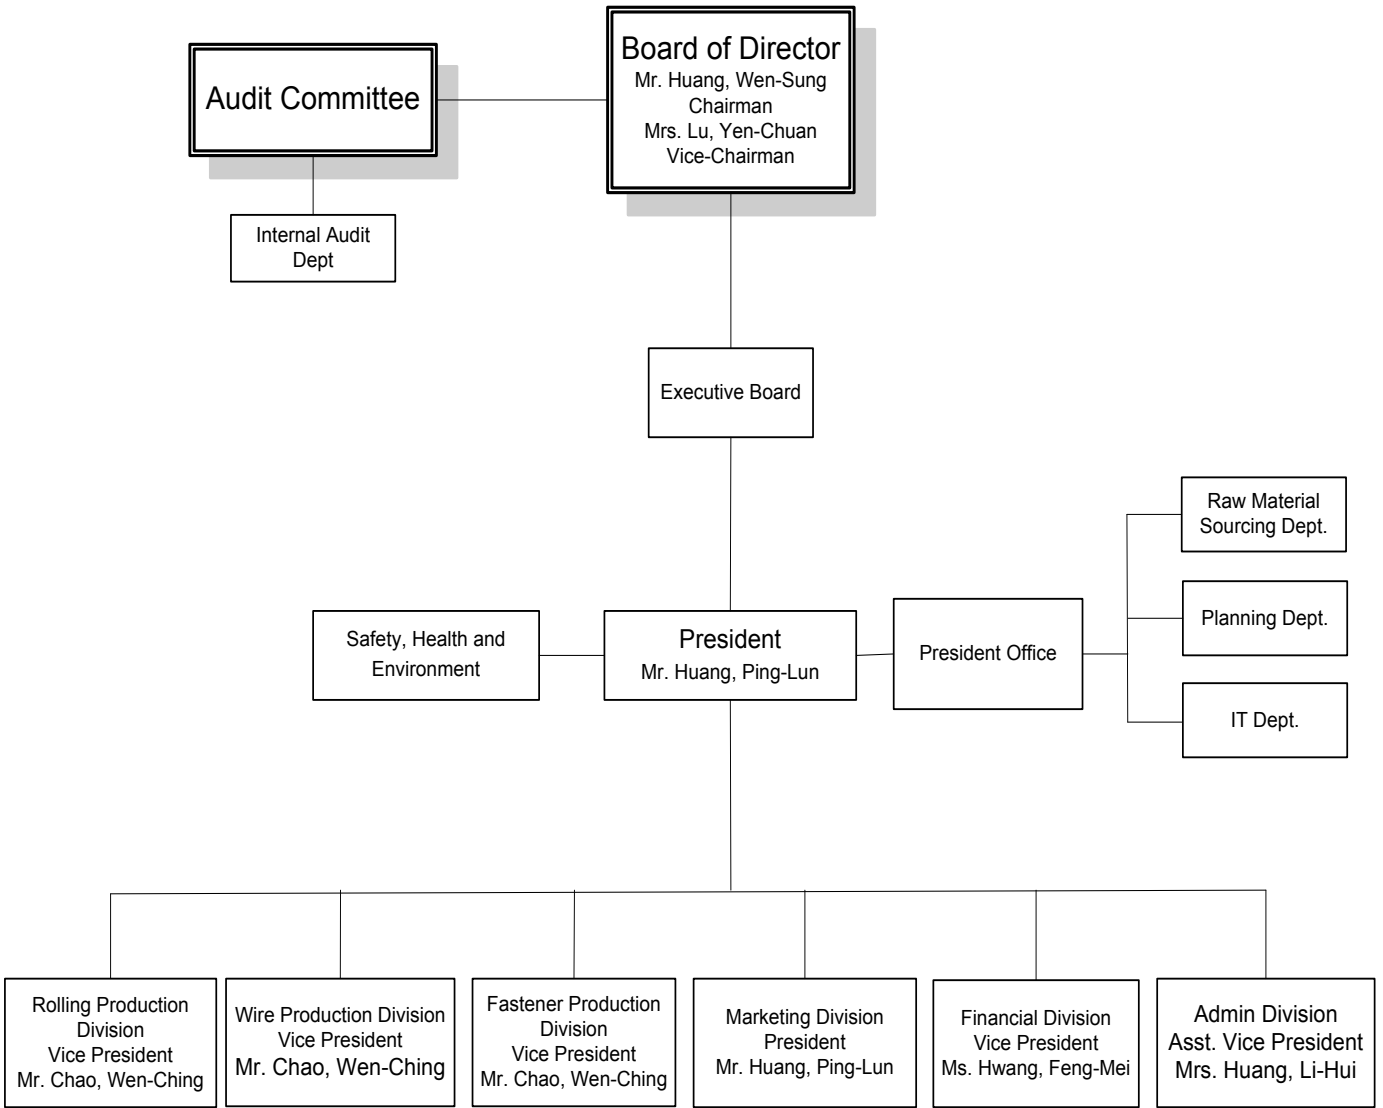 Audit Committee
Board of Director
Mr. Huang, Wen-Sung
Chairman
Mrs. Lu, Yen-Chuan
Vice-Chairman
Internal Audit
Dept
Executive Board
Raw Material
Sourcing Dept.
Planning Dept.
IT Dept.
Safety, Health and
Environment
President
Mr. Huang, Ping-Lun
President Office
Rolling Production
Division
Vice President
Mr. Chao, Wen-Ching
Wire Production Division
Vice President
Mr. Chao, Wen-Ching
Fastener Production
Division
Vice President
Mr. Chao, Wen-Ching
Marketing Division
President
Mr. Huang, Ping-Lun
Financial Division
Vice President
Ms. Hwang, Feng-Mei
Admin Division
Asst. Vice President
Mrs. Huang, Li-Hui